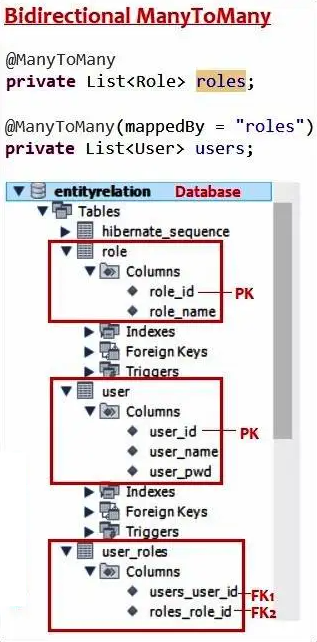 Bidirectional ManyToMany
@ManyToMany
private List<Role> roles;
@ManyToMany(mappedBy = "roles")
private List<User> users;
entityrelation Database
Tables
hibernate_sequence
role
Columns
role_id PK
role_name
Indexes
Foreign Keys
Triggers
user
Columns
user_id PK
user_name
user_pwd
Indexes
Foreign Keys
Triggers
user_roles
Columns
users_user_id FK1
roles_role_id FK2